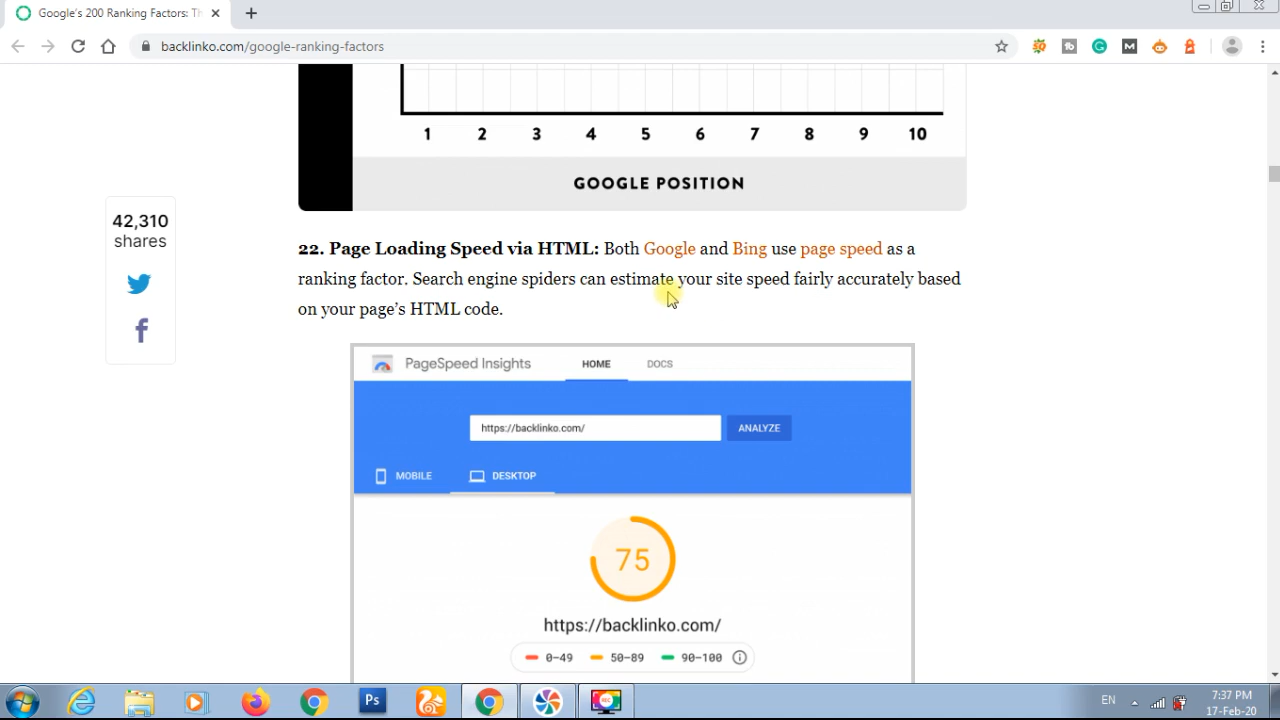 Google's 200 Ranking Factors: Th
backlinko.com/google-ranking-factors
1 2 3 4 5 6 7 8 9 10
GOOGLE POSITION
42,310
shares
22. Page Loading Speed via HTML: Both Google and Bing use page speed as a
ranking factor. Search engine spiders can estimate your site speed fairly accurately based
on your page’s HTML code.
PageSpeed Insights HOME DOCS
https://backlinko.com/ ANALYZE
MOBILE DESKTOP
75
https://backlinko.com/
0–49 50–89 90–100
Ps
EN 7:37 PM
17-Feb-20